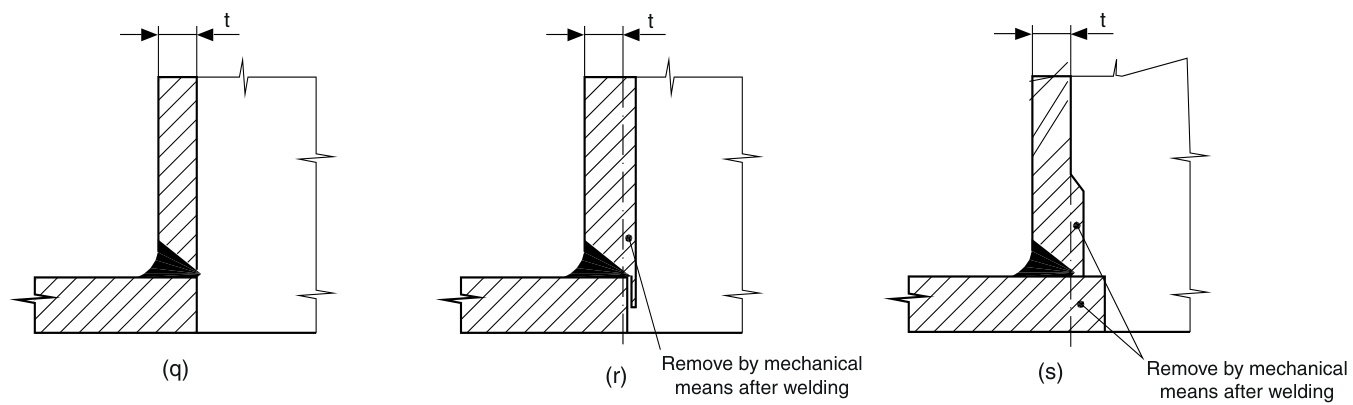 t
t
t
(q)
(r)
Remove by mechanical
means after welding
(s)
Remove by mechanical
means after welding